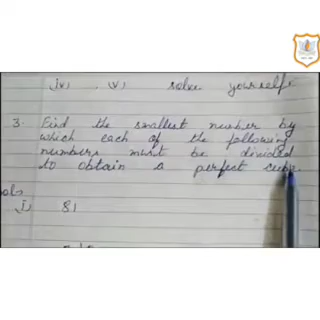 (iv) , (v) solve yourself.
3. Find the smallest number by
which each of the following
numbers must be divided
to obtain a perfect cube.
sols
i) 81